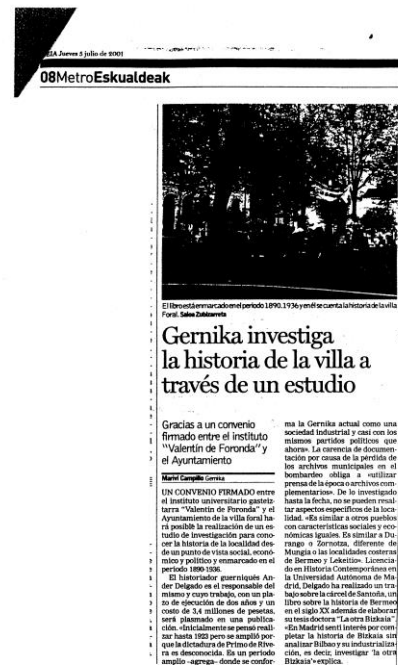 Jueves 5 julio de 2001
08MetroEskualdeak
El libro está enmarcado en el periodo 1890-1936 y en él se cuenta la historia de la villa
Foral. Saioa Zubizarreta
Gernika investiga
la historia de la villa a
través de un estudio
Gracias a un convenio
firmado entre el instituto
"Valentín de Foronda" y
el Ayuntamiento
Mariví Campillo Gernika
UN CONVENIO FIRMADO entre
el instituto universitario gasteiz-
tarra "Valentín de Foronda" y el
Ayuntamiento de la villa foral ha-
rá posible la realización de un es-
tudio de investigación para cono-
cer la historia de la localidad des-
de un punto de vista social, econó-
mico y político y enmarcado en el
periodo 1890-1936.
El historiador guerniqués An-
der Delgado es el responsable del
mismo y cuyo trabajo, con un pla-
zo de ejecución de dos años y un
costo de 3,4 millones de pesetas,
será plasmado en una publica-
ción. «Inicialmente se pensó reali-
zar hasta 1923 pero se amplió por-
que la dictadura de Primo de Rive-
ra es desconocida. Es un periodo
amplio -agrega- donde se confor-
ma la Gernika actual como una
sociedad industrial y casi con los
mismos partidos políticos que
ahora». La carencia de documen-
tación por causa de la pérdida de
los archivos municipales en el
bombardeo obliga a «utilizar
prensa de la época o archivos com-
plementarios». De lo investigado
hasta la fecha, no se pueden resal-
tar aspectos específicos de la loca-
lidad. «Es similar a otros pueblos
con características sociales y eco-
nómicas iguales. Es similar a Du-
rango o Zornotza, diferente de
Mungia o las localidades costeras
de Bermeo y Lekeitio». Licencia-
do en Historia Contemporánea en
la Universidad Autónoma de Ma-
drid, Delgado ha realizado un tra-
bajo sobre la cárcel de Santoña, un
libro sobre la historia de Bermeo
en el siglo XX además de elaborar
su tesis doctora "La otra Bizkaia".
«En Madrid sentí interés por com-
pletar la historia de Bizkaia sin
analizar Bilbao y su industrializa-
ción, es decir, investigar 'la otra
Bizkaia'» explica.